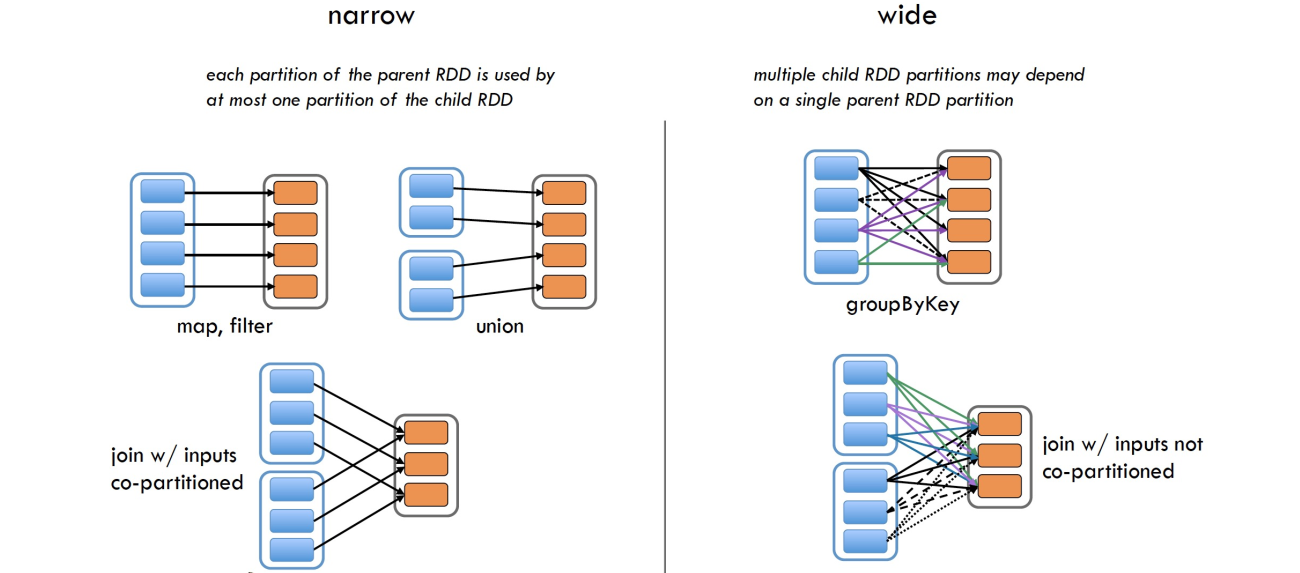 narrow
each partition of the parent RDD is used by
at most one partition of the child RDD
map, filter
union
join w/ inputs
co-partitioned
wide
multiple child RDD partitions may depend
on a single parent RDD partition
groupByKey
join w/ inputs not
co-partitioned